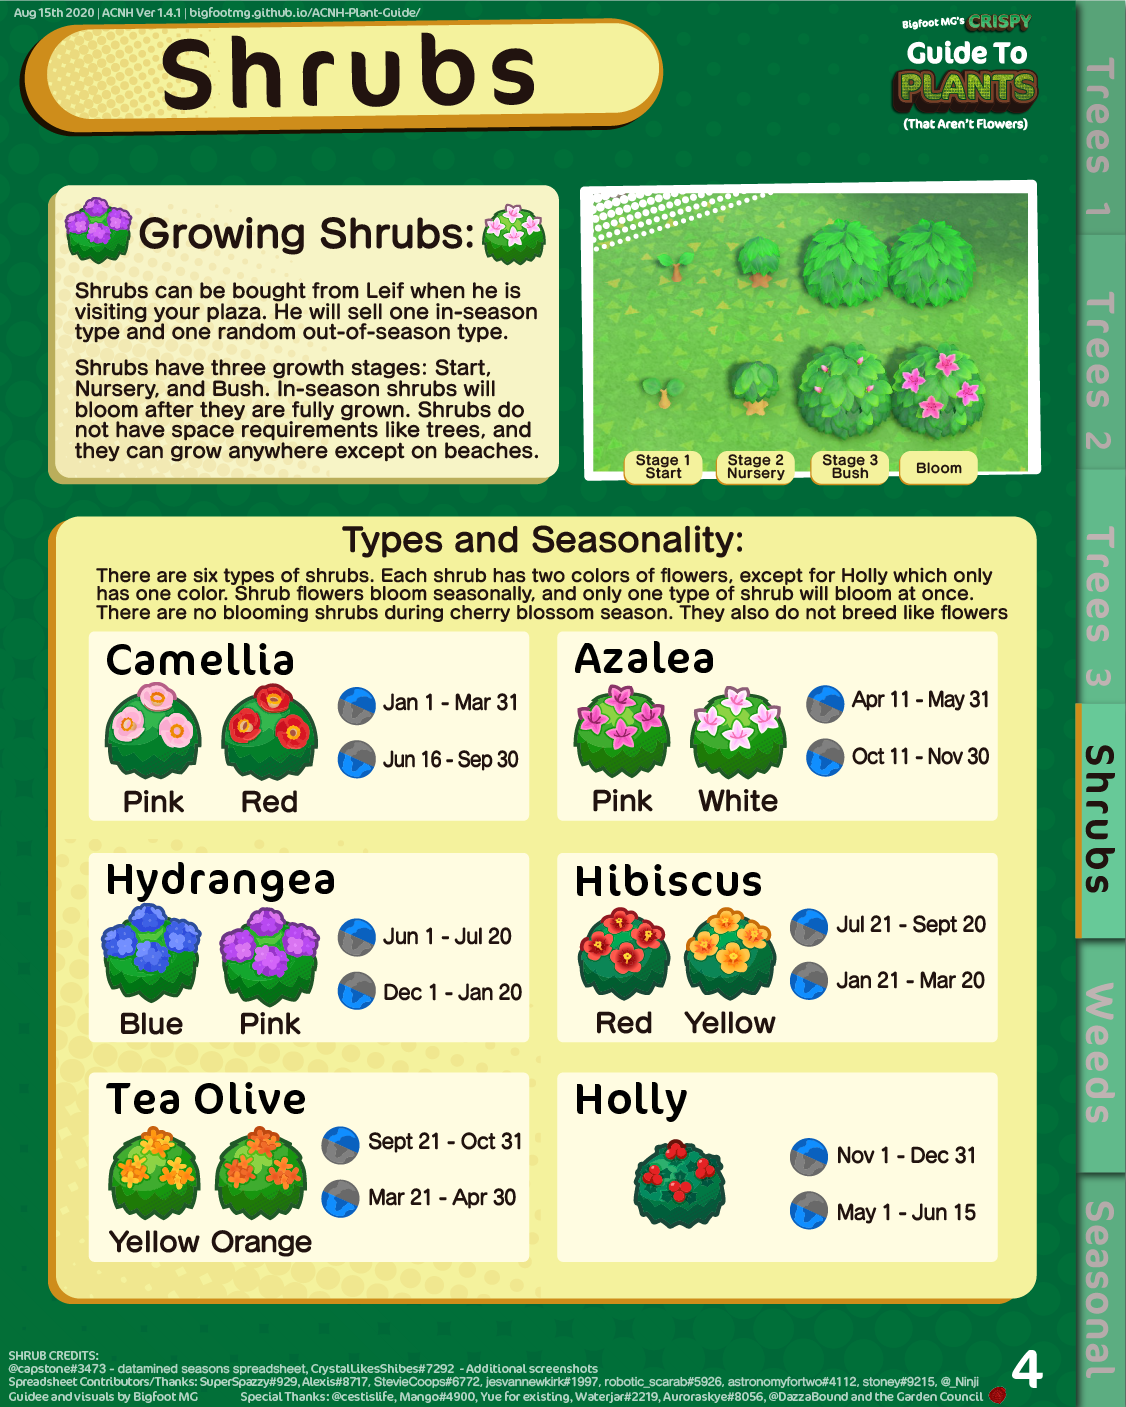 Aug 15th 2020 | ACNH Ver 1.4.1 | bigfootmg.github.io/ACNH-Plant-Guide/
Shrubs
Bigfoot MG's CRISPY
Guide To
PLANTS
(That Aren't Flowers)
Growing Shrubs:
Shrubs can be bought from Leif when he is
visiting your plaza. He will sell one in-season
type and one random out-of-season type.
Shrubs have three growth stages: Start,
Nursery, and Bush. In-season shrubs will
bloom after they are fully grown. Shrubs do
not have space requirements like trees, and
they can grow anywhere except on beaches.
Stage 1
Start
Stage 2
Nursery
Stage 3
Bush
Bloom
Types and Seasonality:
There are six types of shrubs. Each shrub has two colors of flowers, except for Holly which only
has one color. Shrub flowers bloom seasonally, and only one type of shrub will bloom at once.
There are no blooming shrubs during cherry blossom season. They also do not breed like flowers
Camellia
Jan 1 - Mar 31
Jun 16 - Sep 30
Pink
Red
Azalea
Apr 11 - May 31
Oct 11 - Nov 30
Pink
White
Hydrangea
Jun 1 - Jul 20
Dec 1 - Jan 20
Blue
Pink
Hibiscus
Jul 21 - Sept 20
Jan 21 - Mar 20
Red
Yellow
Tea Olive
Sept 21 - Oct 31
Mar 21 - Apr 30
Yellow
Orange
Holly
Nov 1 - Dec 31
May 1 - Jun 15
Trees 1
Trees 2
Trees 3
Shrubs
Weeds
Seasonal
SHRUB CREDITS:
@capstone#3473 - datamined seasons spreadsheet, CrystalLikesShibes#7292 - Additional screenshots
Spreadsheet Contributors/Thanks: SuperSpazzy#929, Alexis#8717, StevieCoops#6772, jesvannewkirk#1997, robotic_scarab#5926, astronomyfortwo#4112, stoney#9215, @_Ninji
Guidee and visuals by Bigfoot MG
Special Thanks: @cestislife, Mango#4900, Yue for existing, Waterjar#2219, Auroraskye#8056, @DazzaBound and the Garden Council
4